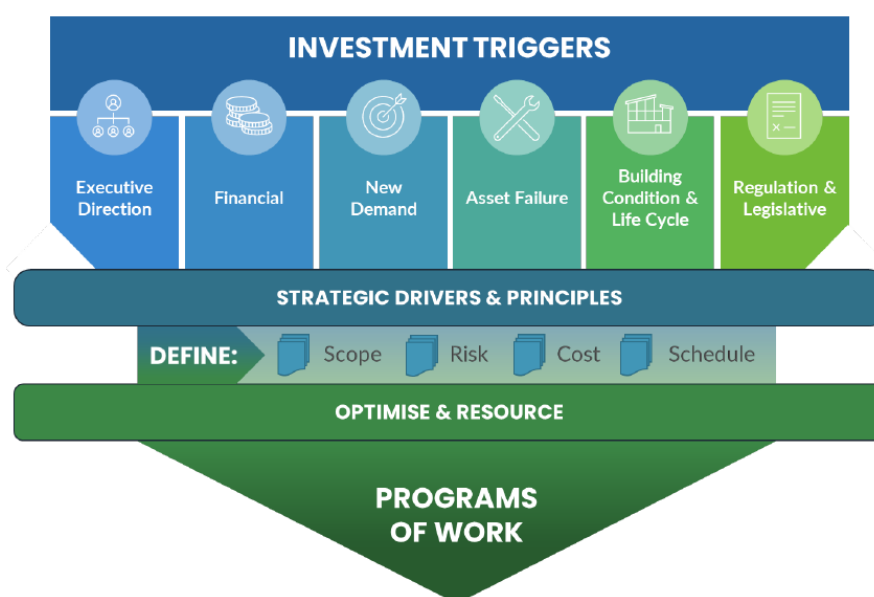 INVESTMENT TRIGGERS
Executive
Direction
Financial
New
Demand
Asset Failure
Building
Condition &
Life Cycle
Regulation &
Legislative
STRATEGIC DRIVERS & PRINCIPLES
DEFINE: Scope Risk Cost Schedule
OPTIMISE & RESOURCE
PROGRAMS
OF WORK